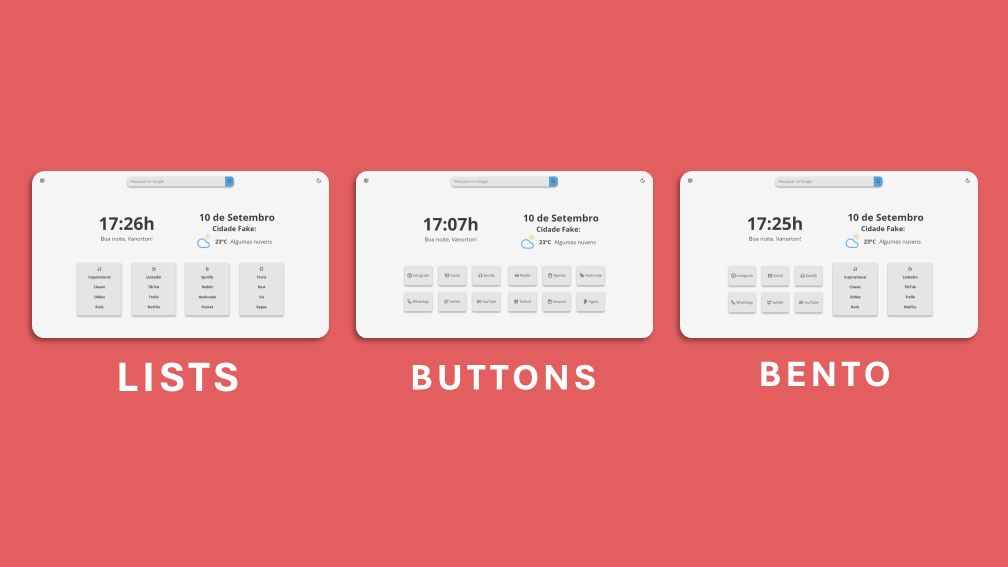 Pesquisar no Google
17:26h
Boa noite, Vanorton!
10 de Setembro
Cidade Fake:
23°C Algumas nuvens
Inspirational
Classic
Oldies
Rock
LinkedIn
TikTok
Trello
Netflix
Spotify
Reddit
Hashnode
Pocket
Front
Rust
Go
Repos
LISTS
Pesquisar no Google
17:07h
Boa noite, Vanorton!
10 de Setembro
Cidade Fake:
23°C Algumas nuvens
Instagram Gmail Spotify Reddit Agenda Hashnode
WhatsApp twitter YouTube Amazon Figma
BUTTONS
Pesquisar no Google
17:25h
Boa noite, Vanorton!
10 de Setembro
Cidade Fake:
23°C Algumas nuvens
Instagram Gmail Spotify
WhatsApp twitter YouTube
Inspirational
Classic
Oldies
Rock
LinkedIn
TikTok
Trello
Netflix
BENTO